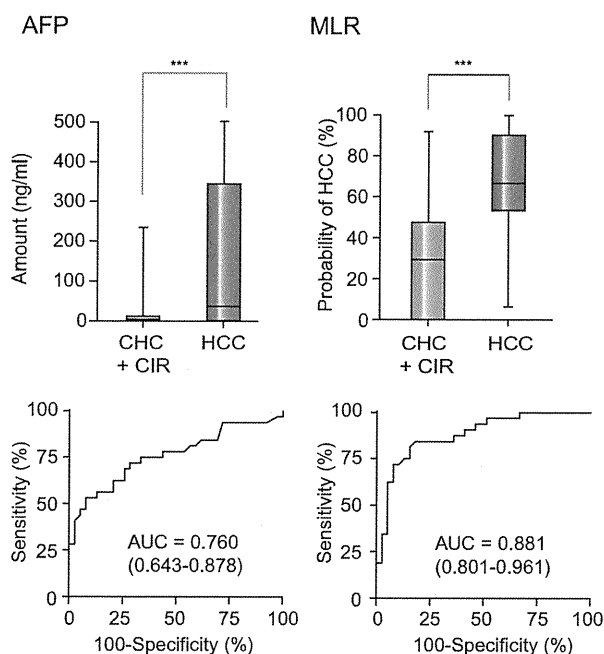 AFP
***
Amount (ng/ml)
500
400
300
200
100
0
CHC
+ CIR
HCC
MLR
***
Probability of HCC (%)
100
80
60
40
20
0
CHC
+ CIR
HCC
Sensitivity (%)
100
75
50
25
0
AUC = 0.760
(0.643-0.878)
0
25
50
75
100
100-Specificity (%)
Sensitivity (%)
100
75
50
25
0
AUC = 0.881
(0.801-0.961)
0
25
50
75
100
100-Specificity (%)